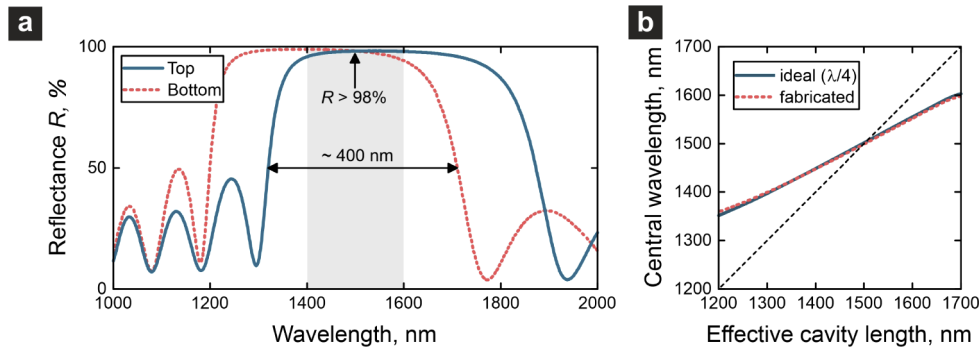 a
Reflectance R, %
100
50
0
Top
Bottom
R > 98%
~ 400 nm
1000 1200 1400 1600 1800 2000
Wavelength, nm
b
Central wavelength, nm
1700
1600
1500
1400
1300
1200
ideal (λ/4)
fabricated
1200 1300 1400 1500 1600 1700
Effective cavity length, nm